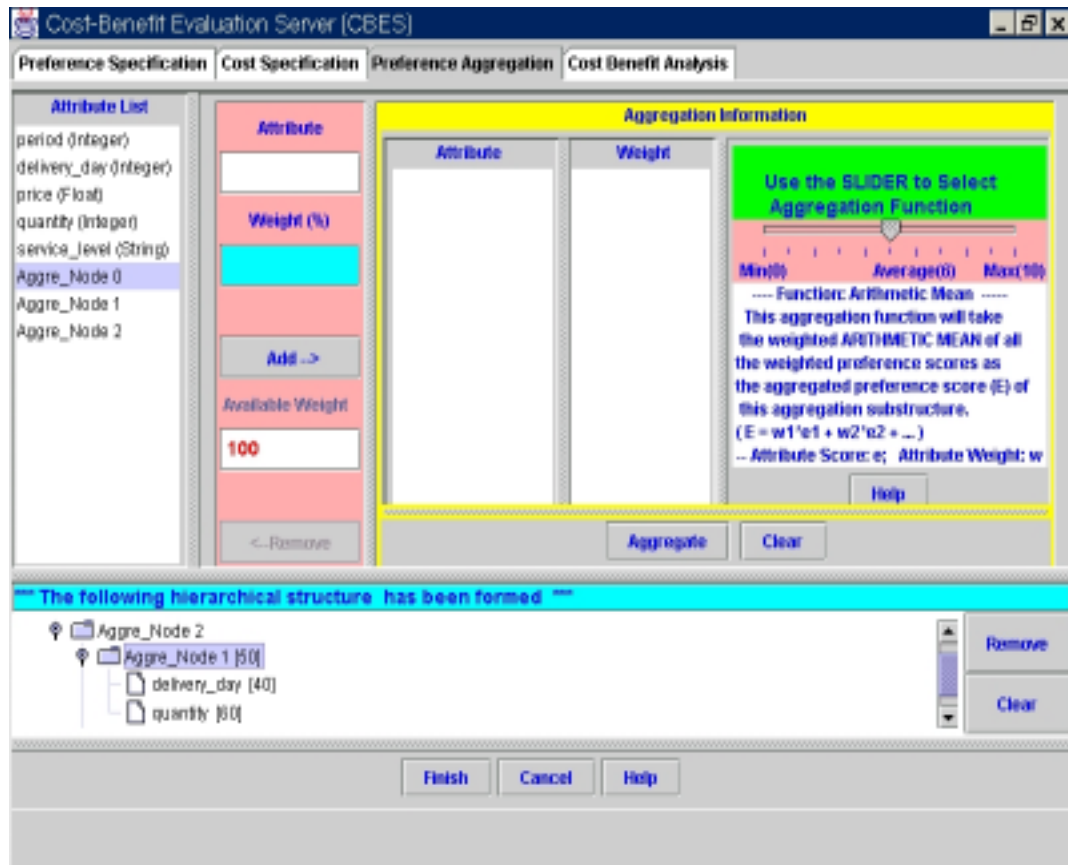 Cost-Benefit Evaluation Server [CBES]
Preference Specification
Cost Specification
Preference Aggregation
Cost Benefit Analysis
Attribute List
period (Integer)
delivery_day (Integer)
price (Float)
quantity (Integer)
service_level (String)
Aggre_Node 0
Aggre_Node 1
Aggre_Node 2
Attribute
Weight (%)
Add -->
Available Weight
100
<--Remove
Aggregation Information
Attribute
Weight
Use the SLIDER to Select
Aggregation Function
Min(0) Average(6) Max(10)
---- Function: Arithmetic Mean -----
This aggregation function will take
the weighted ARITHMETIC MEAN of all
the weighted preference scores as
the aggregated preference score (E) of
this aggregation substructure.
( E = w1*e1 + w2*e2 + ... )
-- Attribute Score: e; Attribute Weight: w
Help
Aggregate
Clear
*** The following hierarchical structure has been formed ***
Aggre_Node 2
Aggre_Node 1 [50]
delivery_day [40]
quantity [60]
Remove
Clear
Finish
Cancel
Help